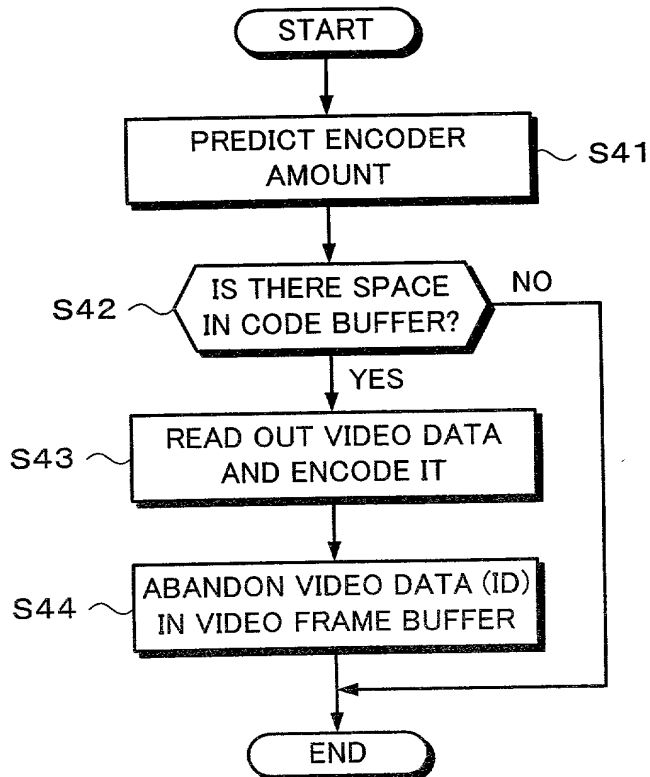 START
PREDICT ENCODER
AMOUNT
S41
IS THERE SPACE
IN CODE BUFFER?
S42
NO
YES
READ OUT VIDEO DATA
AND ENCODE IT
S43
ABANDON VIDEO DATA (ID)
IN VIDEO FRAME BUFFER
S44
END